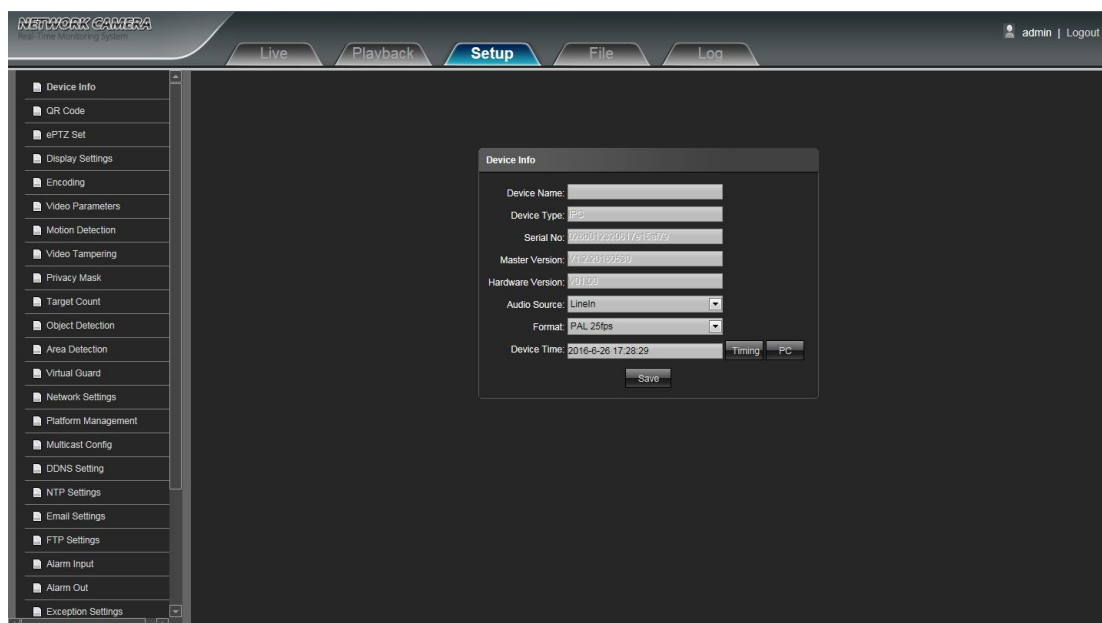 NETWORK CAMERA
Real-Time Monitoring System
admin | Logout
Live
Playback
Setup
File
Log
Device Info
QR Code
ePTZ Set
Display Settings
Encoding
Video Parameters
Motion Detection
Video Tampering
Privacy Mask
Target Count
Object Detection
Area Detection
Virtual Guard
Network Settings
Platform Management
Multicast Config
DDNS Setting
NTP Settings
Email Settings
FTP Settings
Alarm Input
Alarm Out
Exception Settings
Device Info
Device Name:
Device Type: IPC
Serial No:
Master Version:
Hardware Version:
Audio Source: LineIn
Format: PAL 25fps
Device Time: 2016-6-26 17:28:29 Timing PC
Save